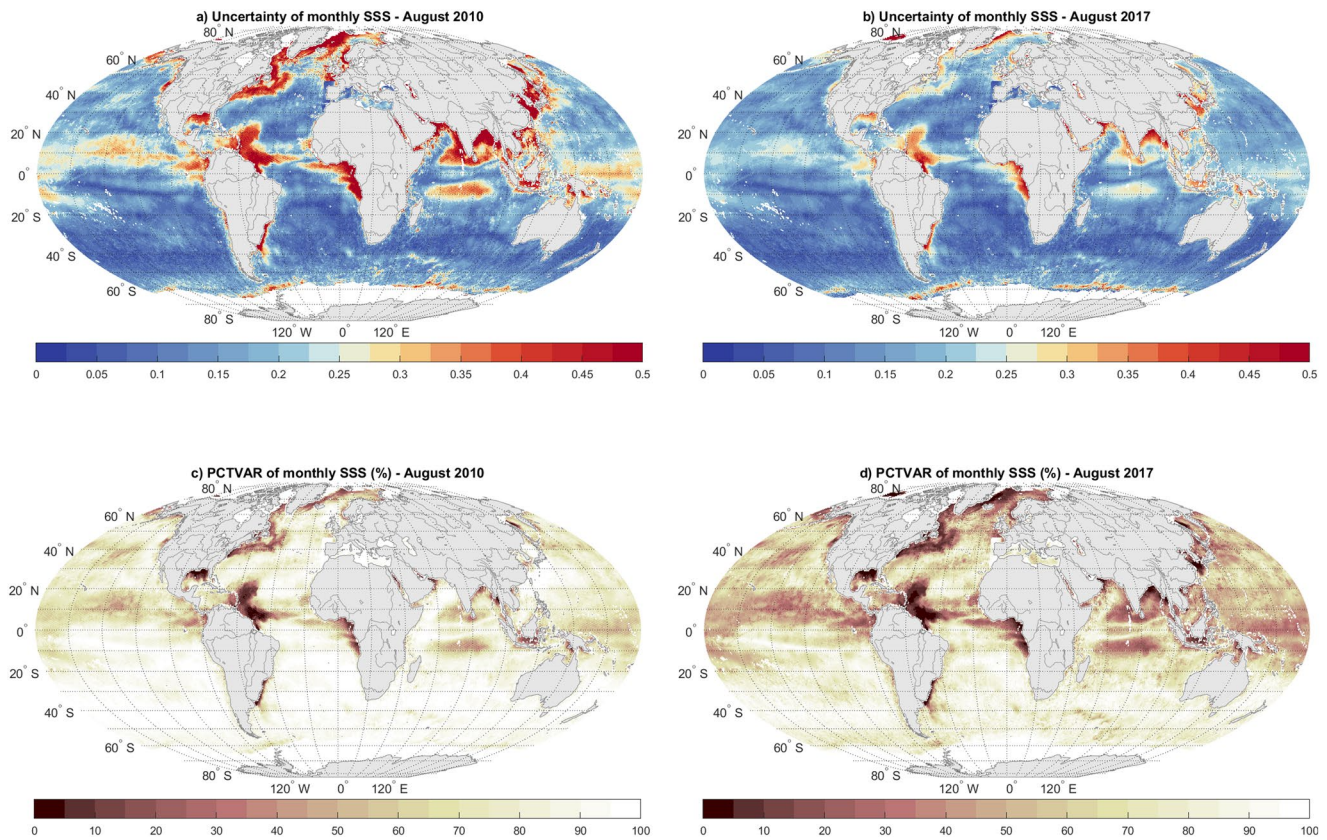 a) Uncertainty of monthly SSS - August 2010
80° N
60° N
40° N
20° N
0°
20° S
40° S
60° S
80° S
120° W 0° 120° E
0 0.05 0.1 0.15 0.2 0.25 0.3 0.35 0.4 0.45 0.5
b) Uncertainty of monthly SSS - August 2017
80° N
60° N
40° N
20° N
0°
20° S
40° S
60° S
80° S
120° W 0° 120° E
0 0.05 0.1 0.15 0.2 0.25 0.3 0.35 0.4 0.45 0.5
c) PCTVAR of monthly SSS (%) - August 2010
80° N
60° N
40° N
20° N
0°
20° S
40° S
60° S
80° S
120° W 0° 120° E
0 10 20 30 40 50 60 70 80 90 100
d) PCTVAR of monthly SSS (%) - August 2017
80° N
60° N
40° N
20° N
0°
20° S
40° S
60° S
80° S
120° W 0° 120° E
0 10 20 30 40 50 60 70 80 90 100